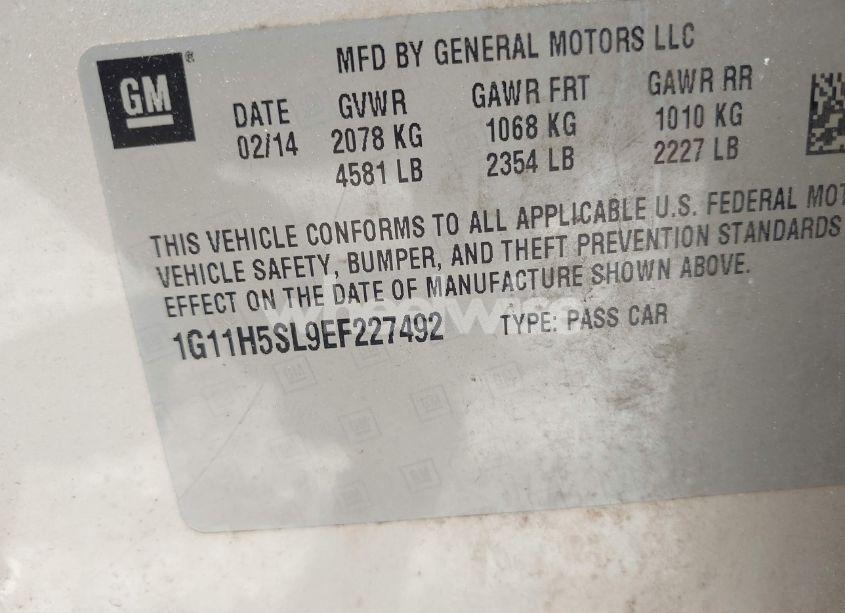 GM®
MFD BY GENERAL MOTORS LLC
DATE GVWR GAWR FRT GAWR RR
02/14 2078 KG 1068 KG 1010 KG
4581 LB 2354 LB 2227 LB
THIS VEHICLE CONFORMS TO ALL APPLICABLE U.S. FEDERAL MOT
VEHICLE SAFETY, BUMPER, AND THEFT PREVENTION STANDARDS
EFFECT ON THE DATE OF MANUFACTURE SHOWN ABOVE.
1G11H5SL9EF227492 TYPE: PASS CAR